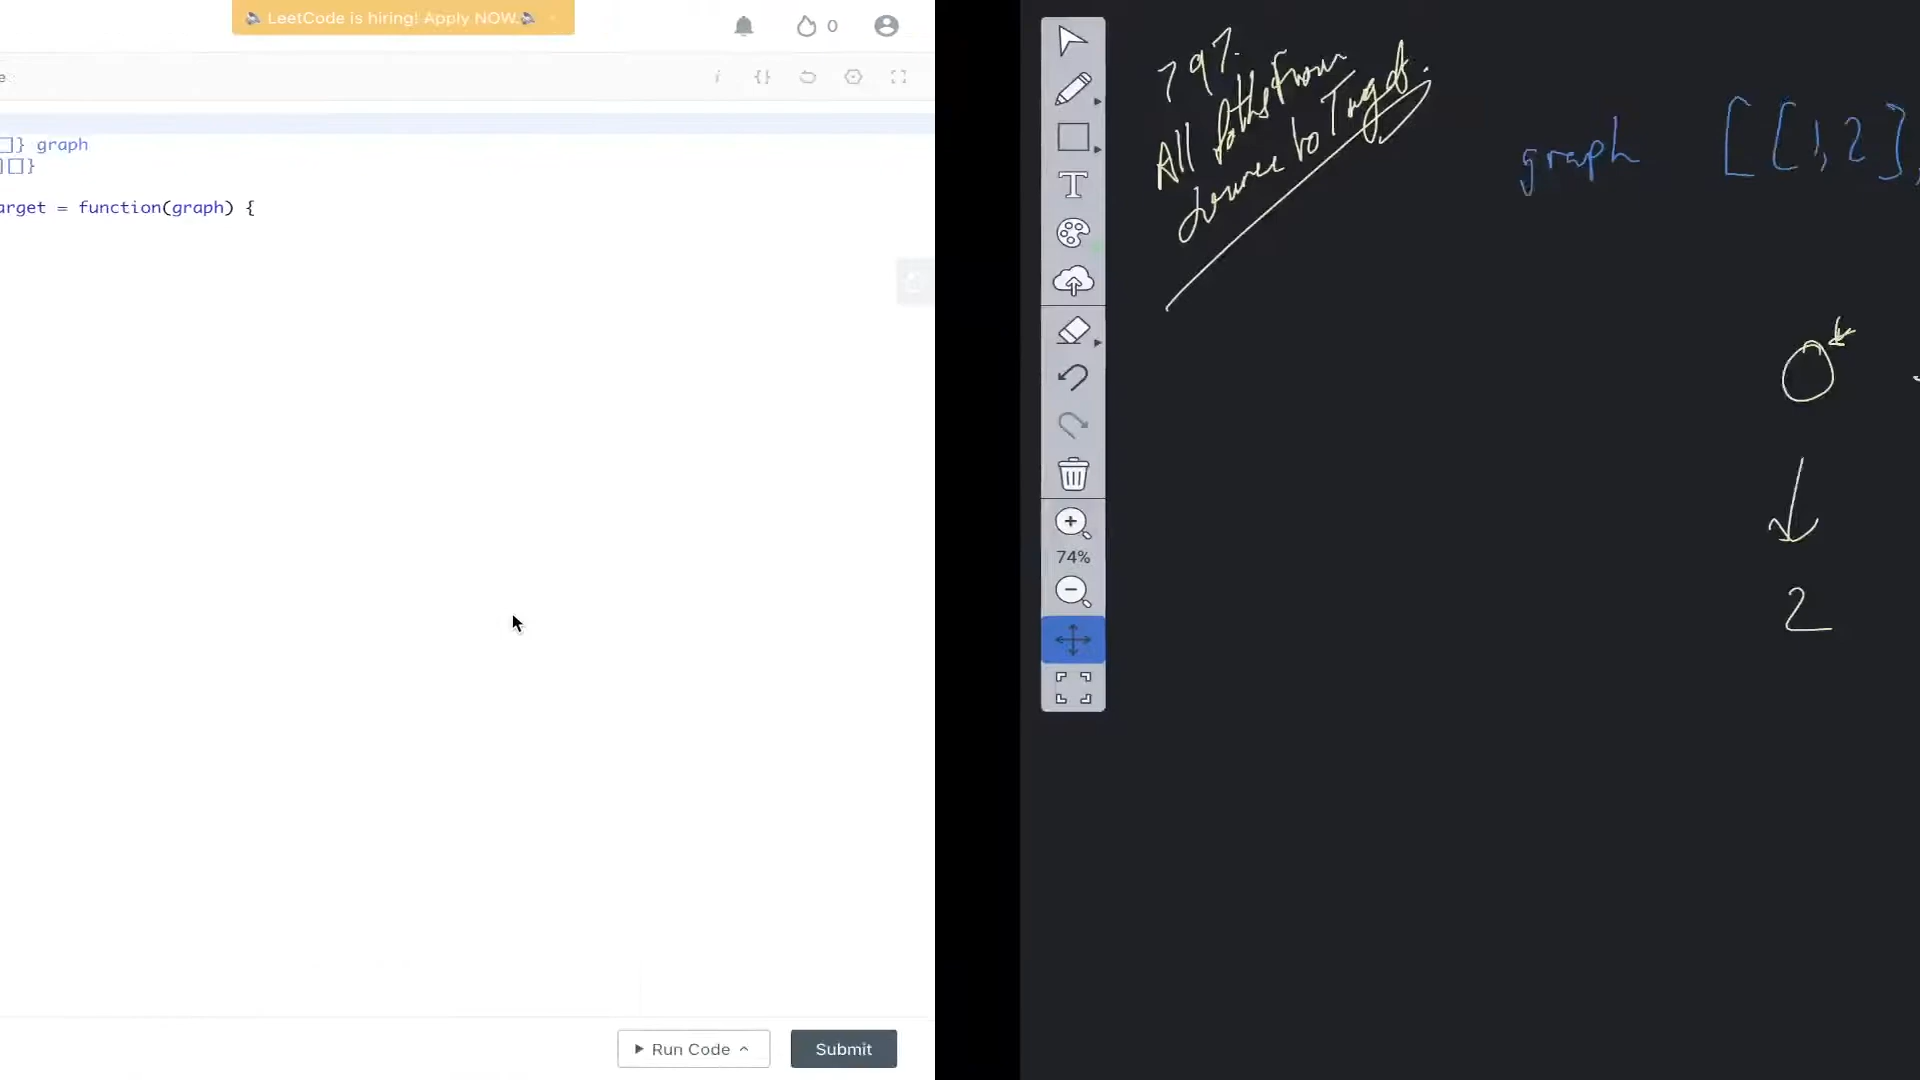 LeetCode is hiring! Apply NOW.
0
e
[]} graph
][]}
arget = function(graph) {
Run Code
Submit
74%
797.
All Paths From
Source to Target.
graph [[1,2],
0
2